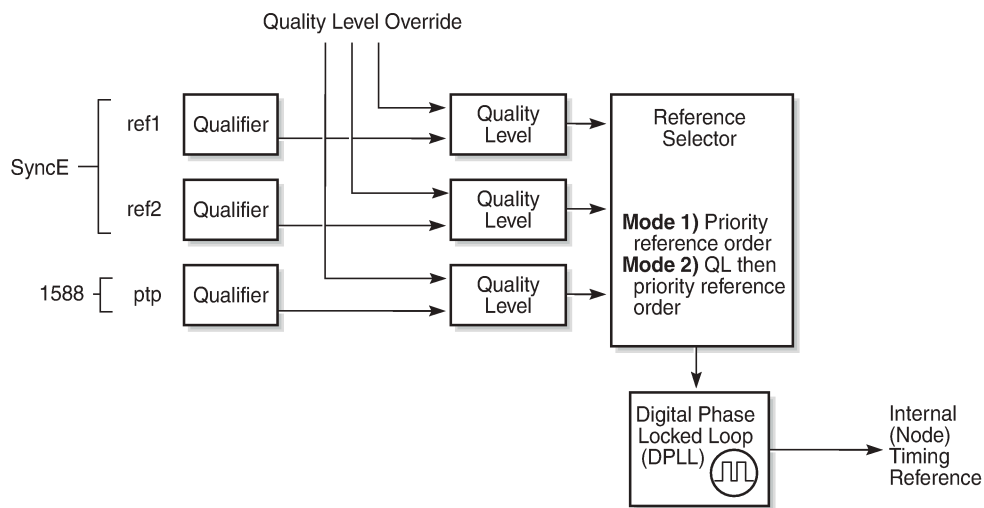 Quality Level Override
SyncE
ref1
Qualifier
Quality
Level
ref2
Qualifier
Quality
Level
1588
ptp
Qualifier
Quality
Level
Reference
Selector
Mode 1) Priority
reference order
Mode 2) QL then
priority reference
order
Digital Phase
Locked Loop
(DPLL)
Internal
(Node)
Timing
Reference